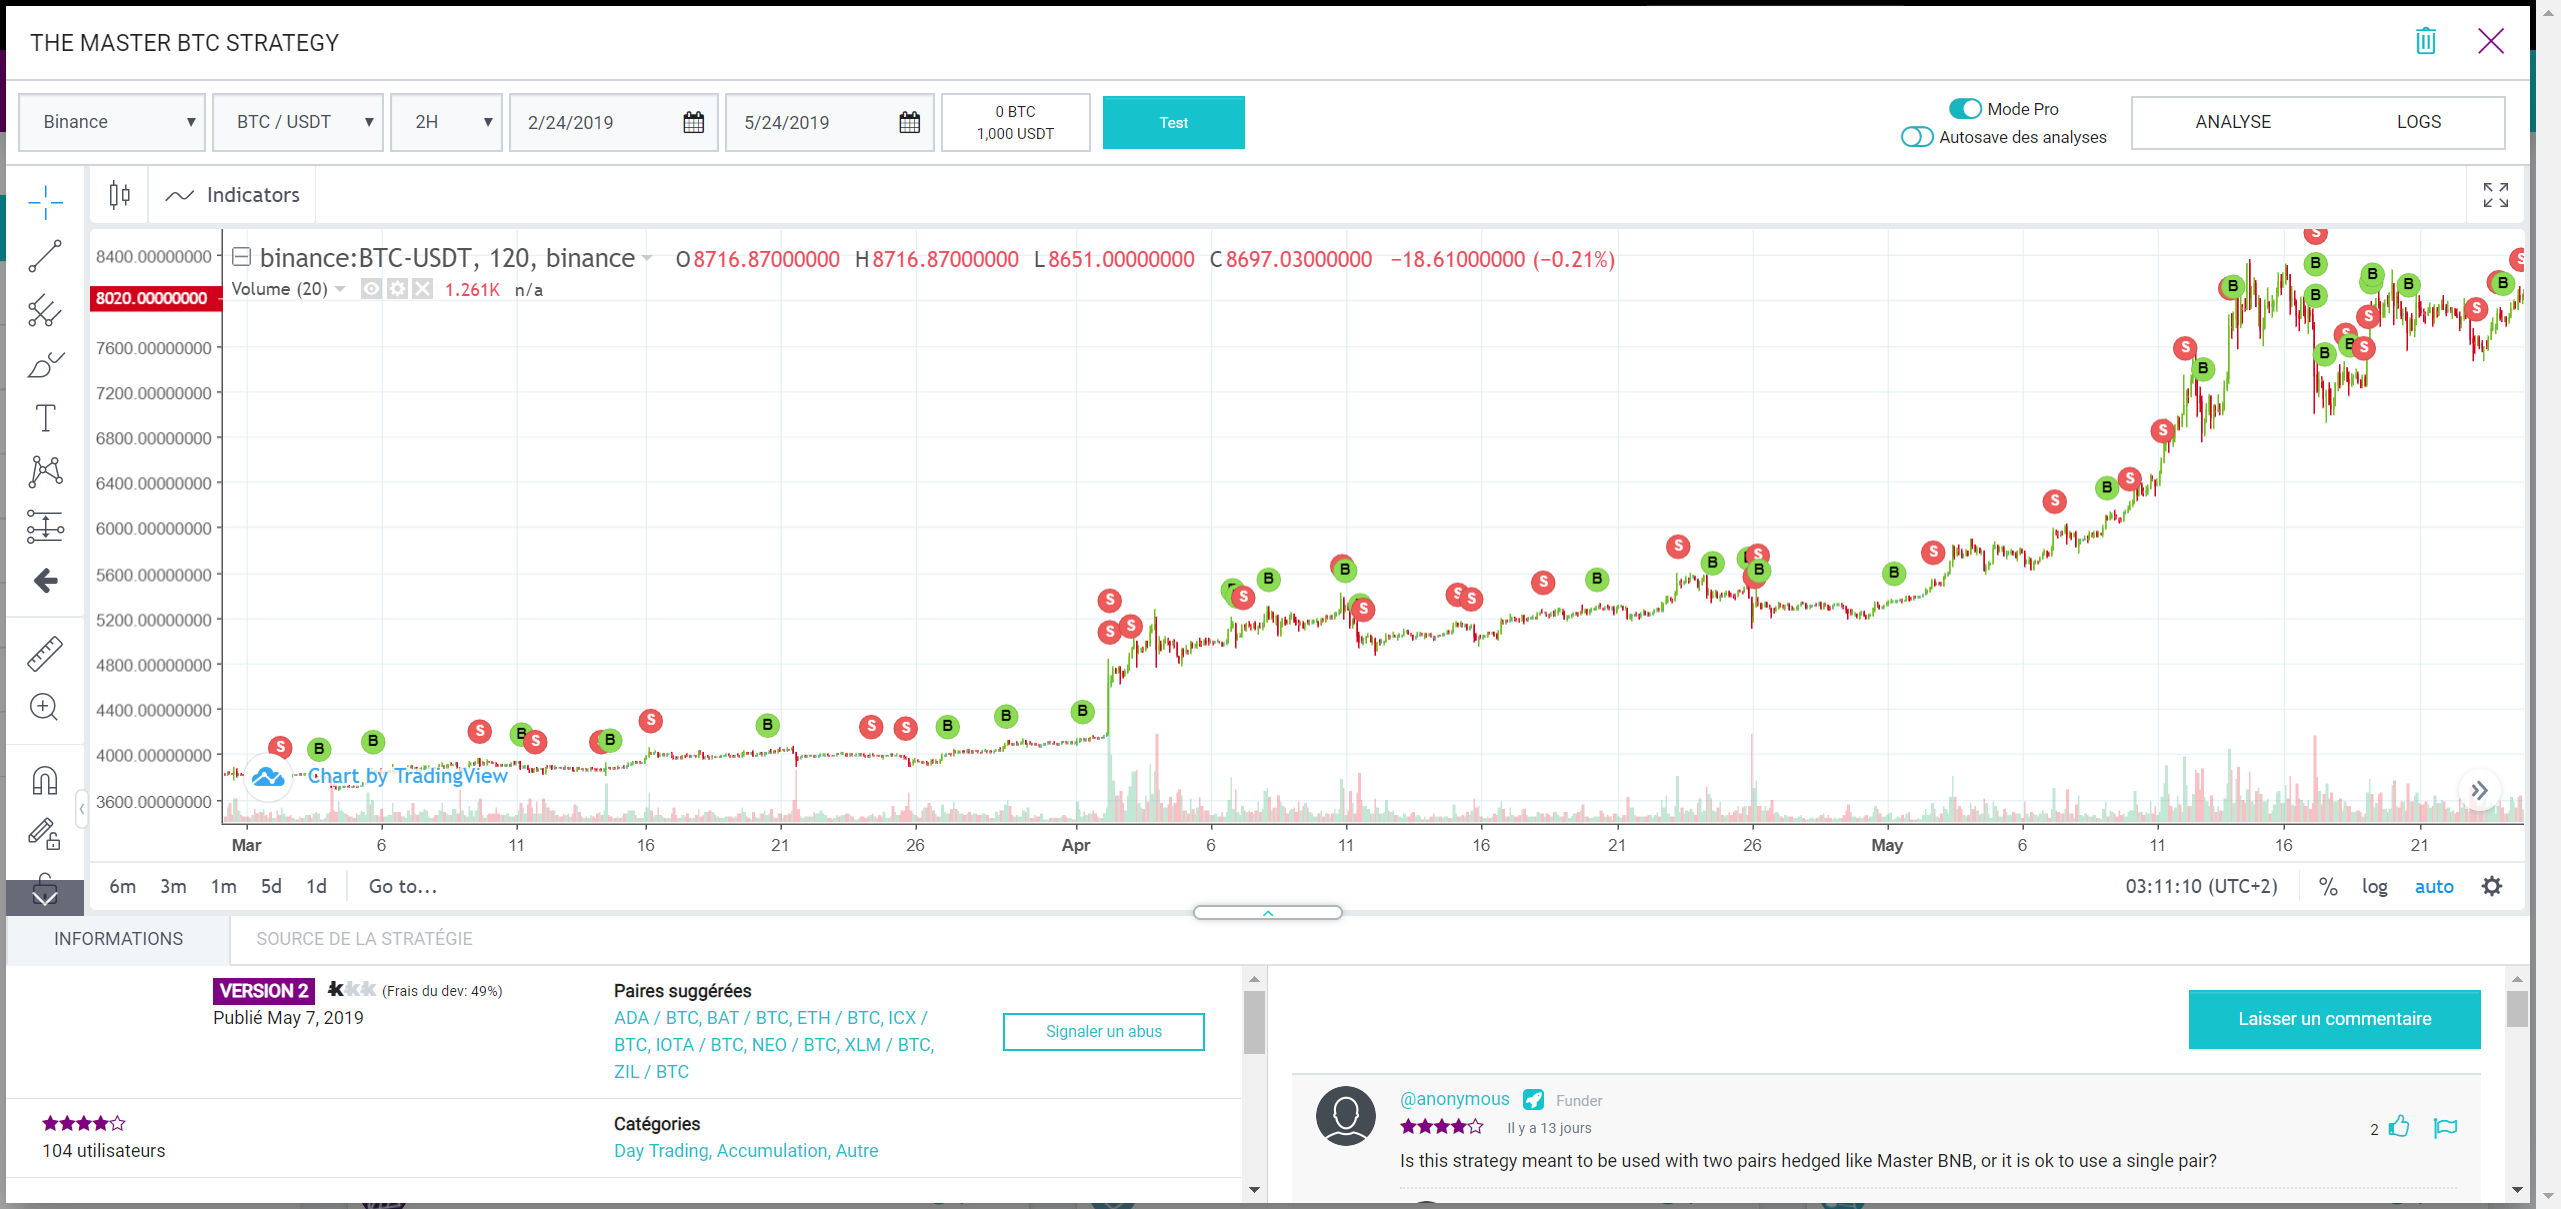 THE MASTER BTC STRATEGY
Binance ▼ BTC / USDT ▼ 2H ▼ 2/24/2019 5/24/2019
0 BTC
1,000 USDT
Test
Mode Pro
Autosave des analyses
ANALYSE LOGS
Indicators
binance:BTC-USDT, 120, binance O8716.87000000 H8716.87000000 L8651.00000000 C8697.03000000 −18.61000000 (−0.21%)
Volume (20) 1.261K n/a
8400.00000000
8020.00000000
7600.00000000
7200.00000000
6800.00000000
6400.00000000
6000.00000000
5600.00000000
5200.00000000
4800.00000000
4400.00000000
4000.00000000
3600.00000000
Chart by TradingView
Mar 6 11 16 21 26 Apr 6 11 16 21 26 May 6 11 16 21
6m 3m 1m 5d 1d Go to... 03:11:10 (UTC+2) % log auto
INFORMATIONS SOURCE DE LA STRATÉGIE
VERSION 2 (Frais du dev: 49%)
Publié May 7, 2019
Paires suggérées
ADA / BTC, BAT / BTC, ETH / BTC, ICX /
BTC, IOTA / BTC, NEO / BTC, XLM / BTC,
ZIL / BTC
Signaler un abus
104 utilisateurs
Catégories
Day Trading, Accumulation, Autre
Laisser un commentaire
@anonymous Funder
Il y a 13 jours
2
Is this strategy meant to be used with two pairs hedged like Master BNB, or it is ok to use a single pair?